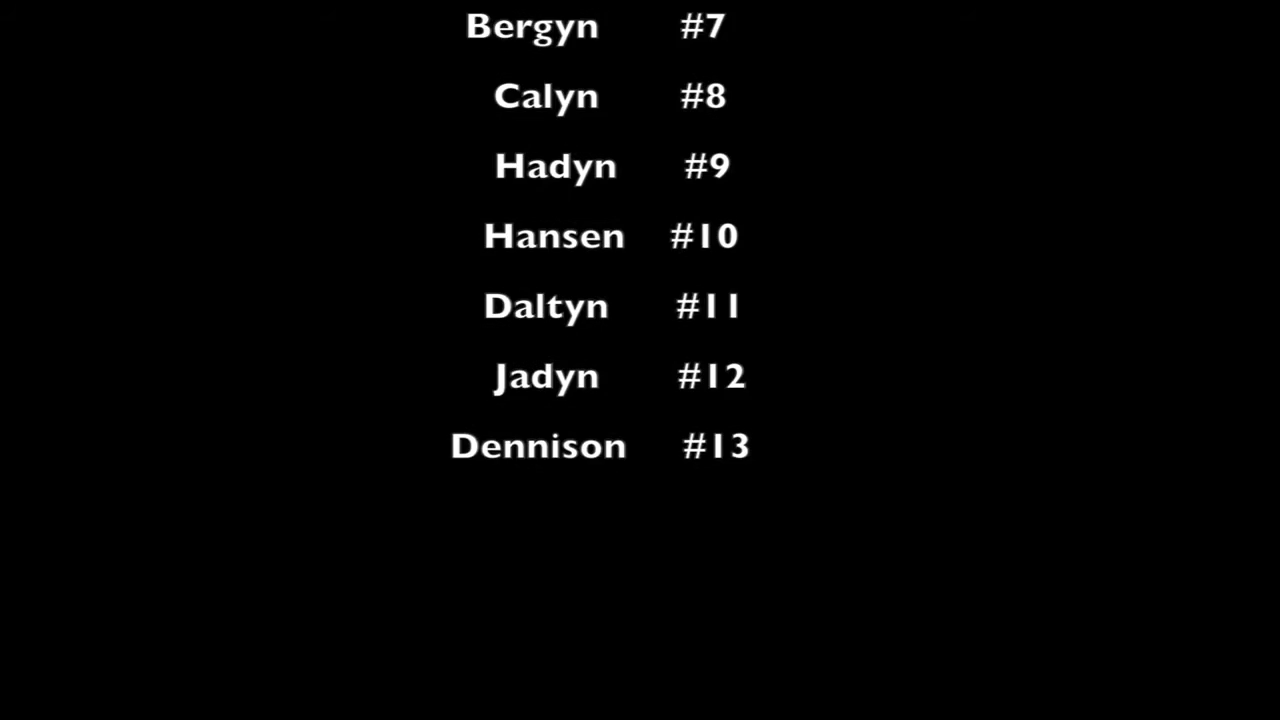 Bergyn #7
Calyn #8
Hadyn #9
Hansen #10
Daltyn #11
Jadyn #12
Dennison #13